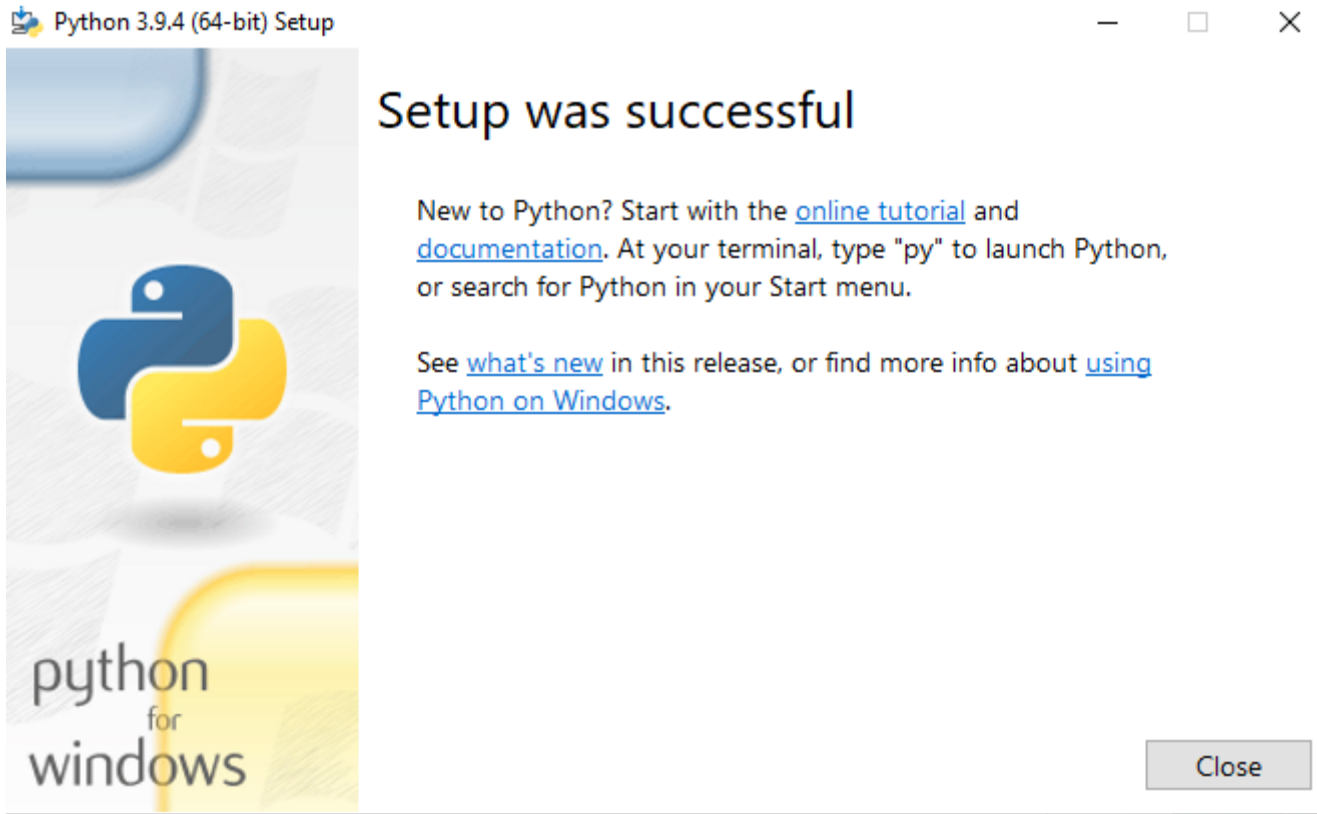 Python 3.9.4 (64-bit) Setup
Setup was successful
New to Python? Start with the online tutorial and
documentation. At your terminal, type "py" to launch Python,
or search for Python in your Start menu.
See what's new in this release, or find more info about using
Python on Windows.
python
for
windows
Close